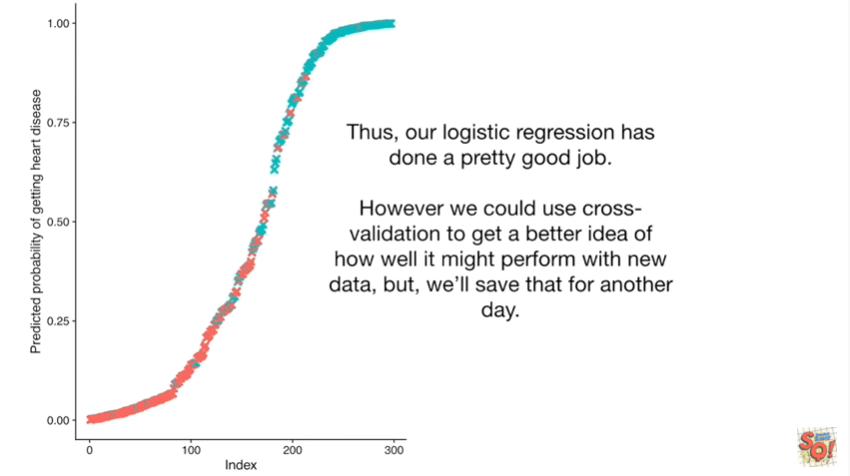 1.00
0.75
0.50
0.25
0.00
Predicted probability of getting heart disease
0
100
200
300
Index
Thus, our logistic regression has
done a pretty good job.
However we could use cross-
validation to get a better idea of
how well it might perform with new
data, but, we’ll save that for another
day.
SQ!